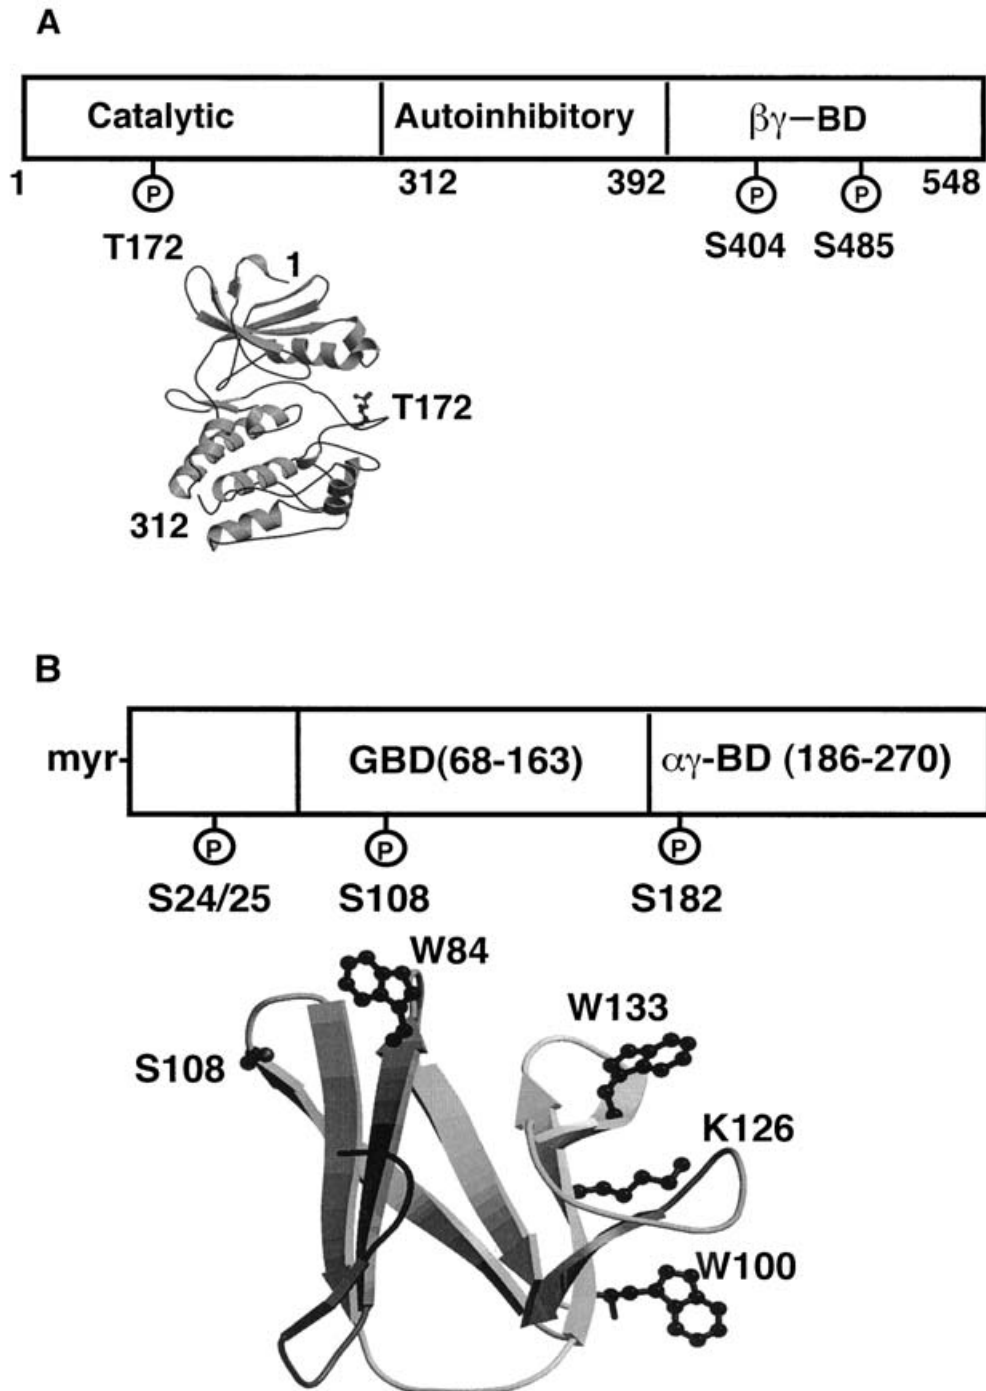 A
Catalytic Autoinhibitory βγ–BD
1 P 312 392 P P 548
T172 S404 S485
1
T172
312
B
myr- GBD(68-163) αγ-BD (186-270)
P P P
S24/25 S108 S182
W84
W133
S108
K126
W100